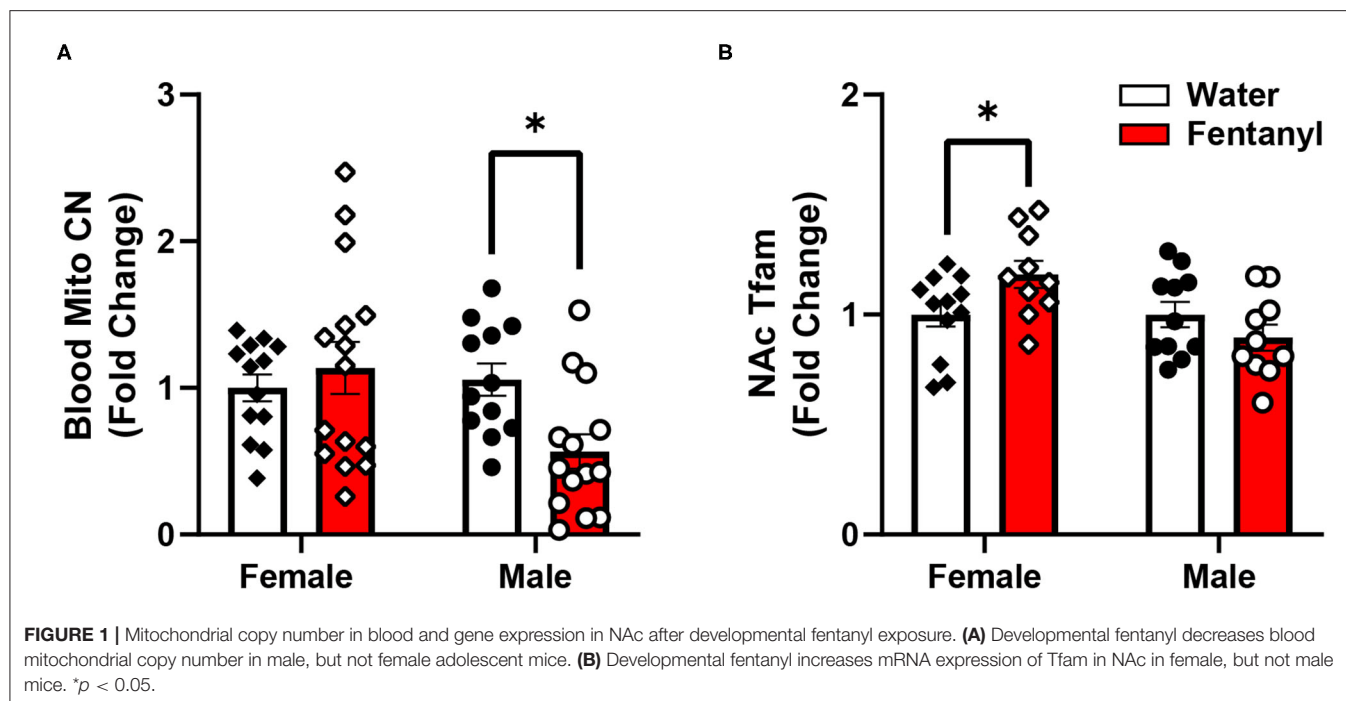 A
B
3
2
1
0
Blood Mito CN
(Fold Change)
*
Female
Male
2
1
0
NAc Tfam
(Fold Change)
*
Water
Fentanyl
Female
Male
FIGURE 1 | Mitochondrial copy number in blood and gene expression in NAc after developmental fentanyl exposure. (A) Developmental fentanyl decreases blood
mitochondrial copy number in male, but not female adolescent mice. (B) Developmental fentanyl increases mRNA expression of Tfam in NAc in female, but not male
mice. *p < 0.05.